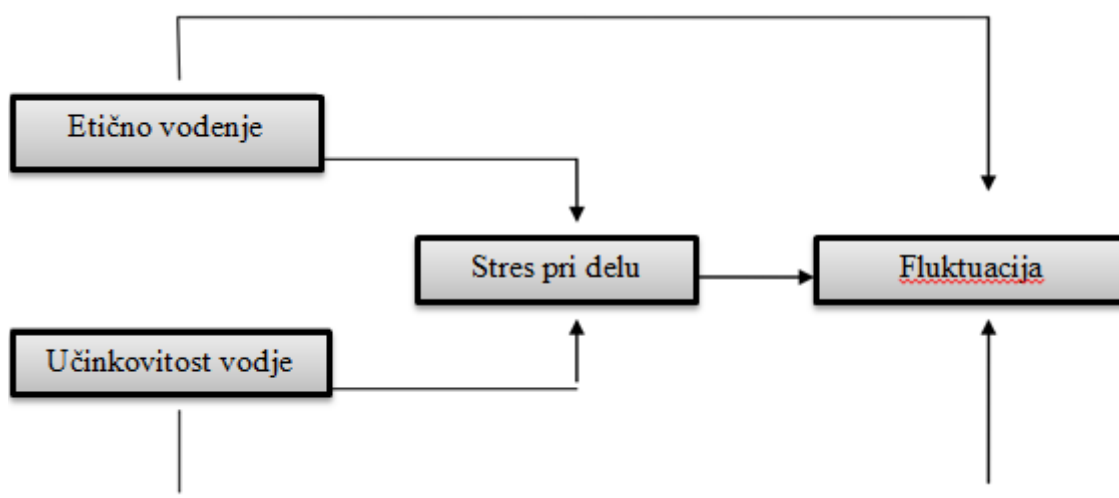 Etično vodenje
Stres pri delu
Fluktuacija
Učinkovitost vodje